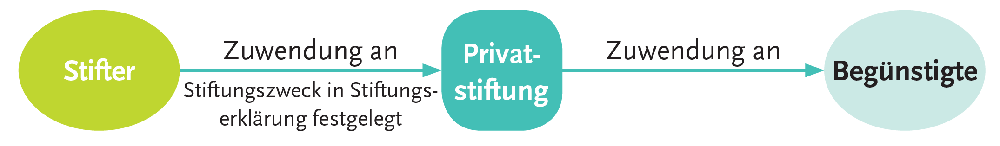 Stifter
Zuwendung an
Stiftungszweck in Stiftungs-
erklärung festgelegt
Privat-
stiftung
Zuwendung an
Begünstigte